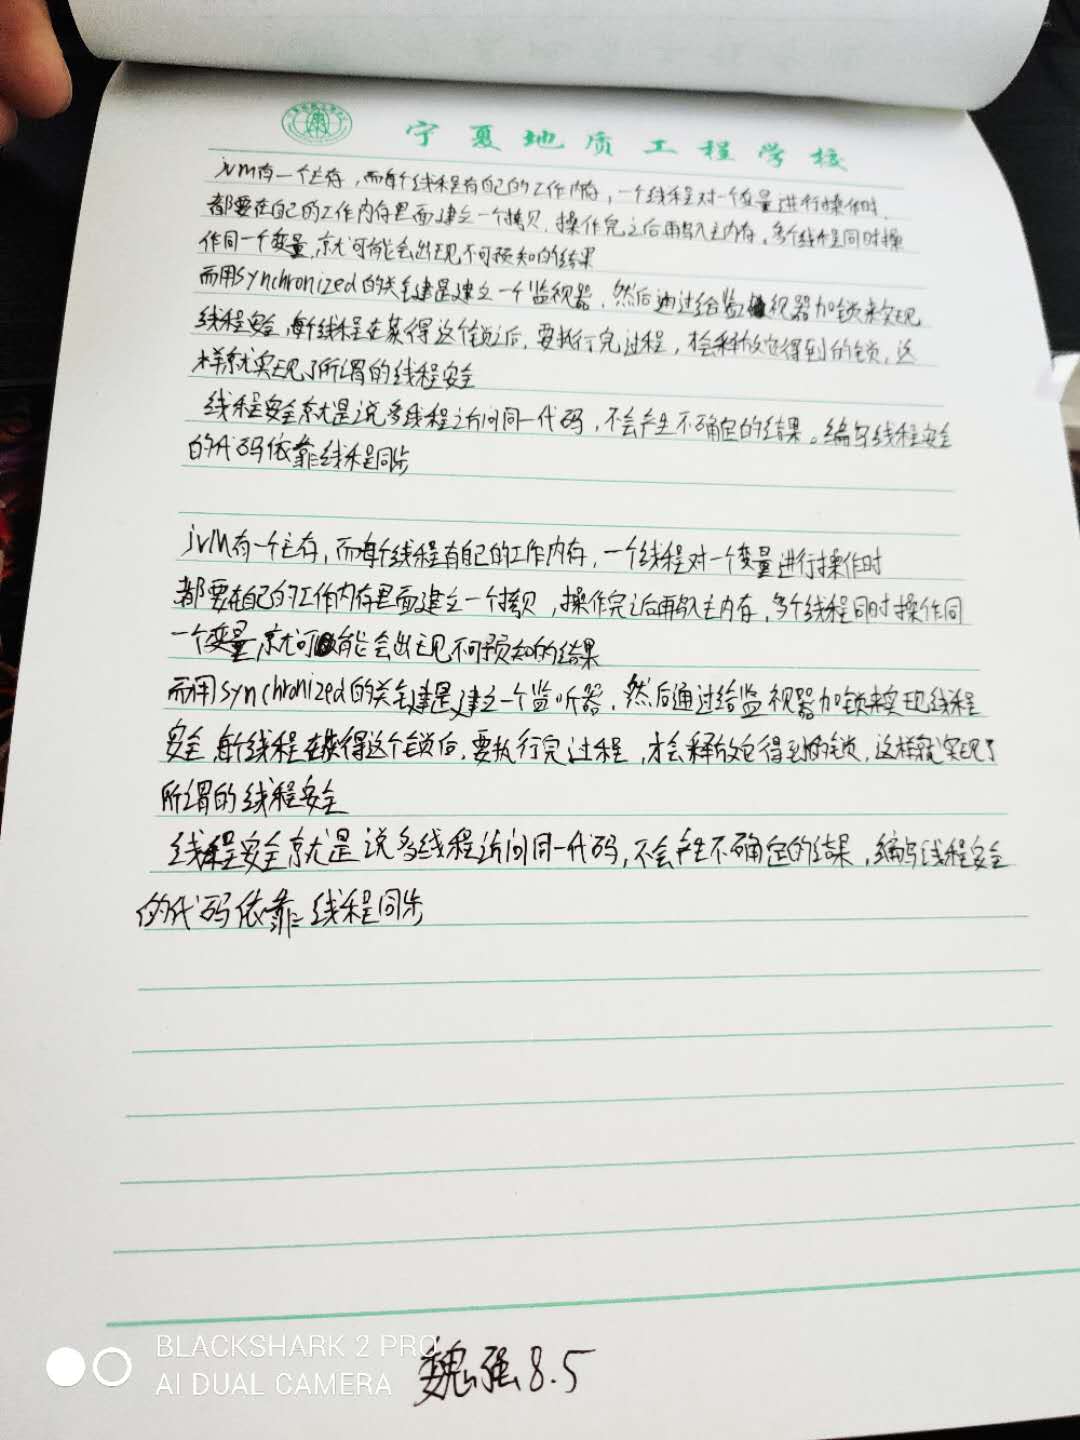 宁夏地质工程学校
jvm有一个主存,而每个线程有自己的工作内存,一个线程对一个变量进行操作时,
都要在自己的工作内存里面建立一个拷贝,操作完之后再写入主内存,多个线程同时操
作同一个变量,就可能会出现不可预知的结果
而用synchronized的关键是建立一个监视器,然后通过给监视器加锁来实现
线程安全,每个线程在获得这个锁之后,要执行完过程,才会释放它得到的锁,这
样就实现了所谓的线程安全
线程安全就是说多线程访问同一代码,不会产生不确定的结果。编写线程安全
的代码依靠线程同步
jvM有一个主存,而每个线程有自己的工作内存,一个线程对一个变量进行操作时
都要在自己的工作内存里面建立一个拷贝,操作完之后再写入主内存,多个线程同时操作同
一个变量,就可能会出现不可预知的结果
而用synchronized的关键是建立一个监听器,然后通过给监视器加锁来实现线程
安全,每个线程在获得这个锁后,要执行完过程,才会释放它得到的锁,这样就实现了
所谓的线程安全
线程安全就是说多线程访问同一代码,不会产生不确定的结果,编写线程安全
的代码依靠线程同步
BLACKSHARK 2 PRO
AI DUAL CAMERA
魏强 8.5